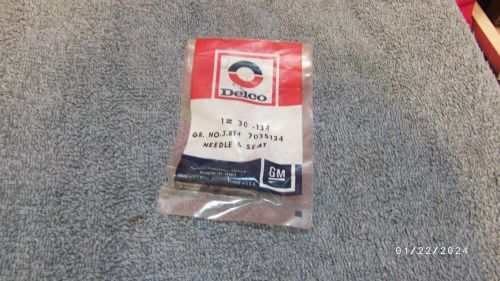 Delco
1# 30-134
GR. NO.3.814 7035134
NEEDLE & SEAT
GM
01/22/2024